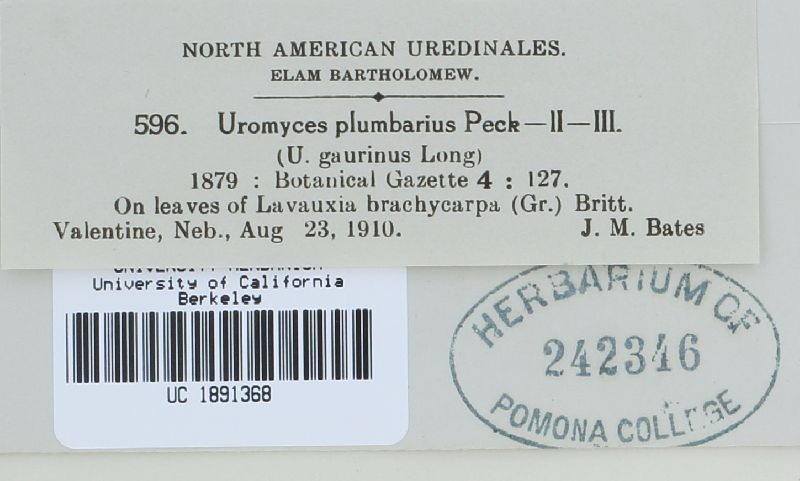 NORTH AMERICAN UREDINALES.
ELAM BARTHOLOMEW.
596. Uromyces plumbarius Peck—II—III.
(U. gaurinus Long)
1879 : Botanical Gazette 4 : 127.
On leaves of Lavauxia brachycarpa (Gr.) Britt.
Valentine, Neb., Aug 23, 1910. J. M. Bates
UNIVERSITY HERBARIUM
University of California
Berkeley
UC 1891368
HERBARIUM OF
242346
POMONA COLLEGE